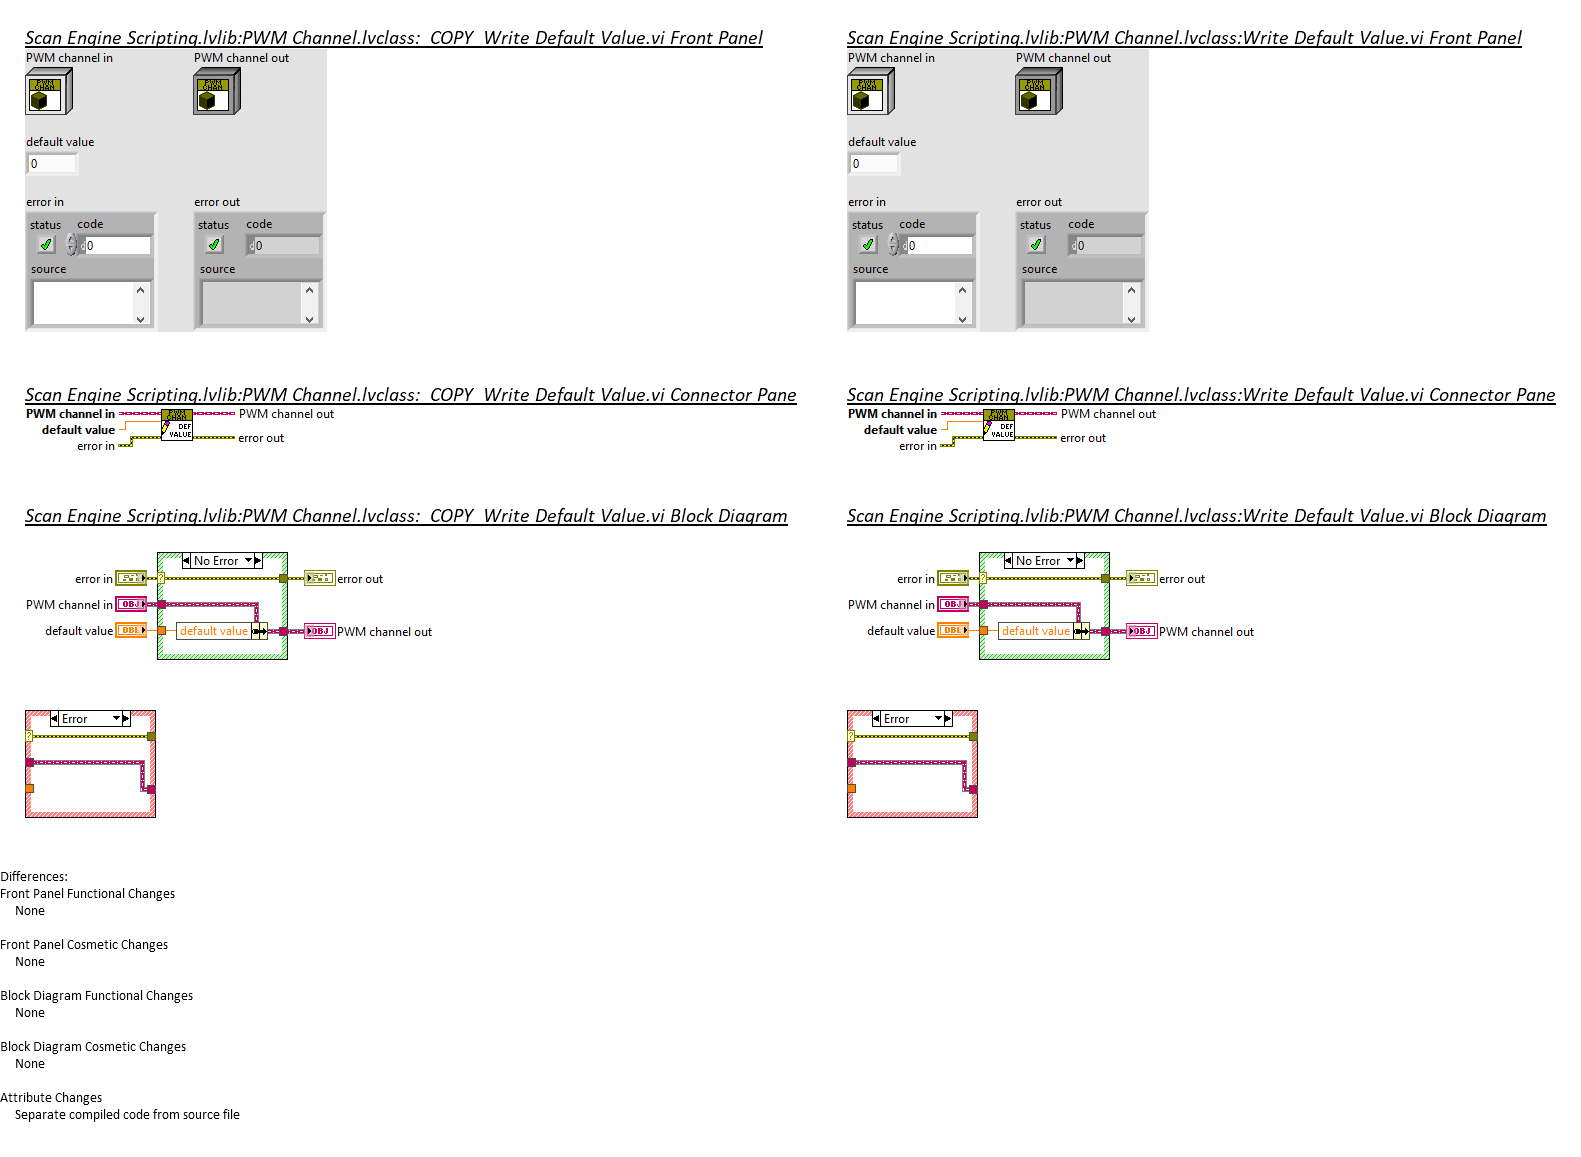 Scan Engine Scripting.lvlib:PWM Channel.lvclass:  COPY  Write Default Value.vi Front Panel
PWM channel in
PWM channel out
PWM CHAN
PWM CHAN
default value
0
error in
error out
status
code
status
code
d
0
d
0
source
source
Scan Engine Scripting.lvlib:PWM Channel.lvclass:Write Default Value.vi Front Panel
PWM channel in
PWM channel out
PWM CHAN
PWM CHAN
default value
0
error in
error out
status
code
status
code
d
0
d
0
source
source
Scan Engine Scripting.lvlib:PWM Channel.lvclass:  COPY  Write Default Value.vi Connector Pane
PWM channel in
PWM CHAN
PWM channel out
default value
DEF
VALUE
error out
error in
Scan Engine Scripting.lvlib:PWM Channel.lvclass:Write Default Value.vi Connector Pane
PWM channel in
PWM CHAN
PWM channel out
default value
DEF
VALUE
error out
error in
Scan Engine Scripting.lvlib:PWM Channel.lvclass:  COPY  Write Default Value.vi Block Diagram
No Error
error in
?
error out
PWM channel in
OBJ
default value
DBL
default value
OBJ
PWM channel out
Error
?
Scan Engine Scripting.lvlib:PWM Channel.lvclass:Write Default Value.vi Block Diagram
No Error
error in
?
error out
PWM channel in
OBJ
default value
DBL
default value
OBJ
PWM channel out
Error
?
Differences:
Front Panel Functional Changes
None
Front Panel Cosmetic Changes
None
Block Diagram Functional Changes
None
Block Diagram Cosmetic Changes
None
Attribute Changes
Separate compiled code from source file